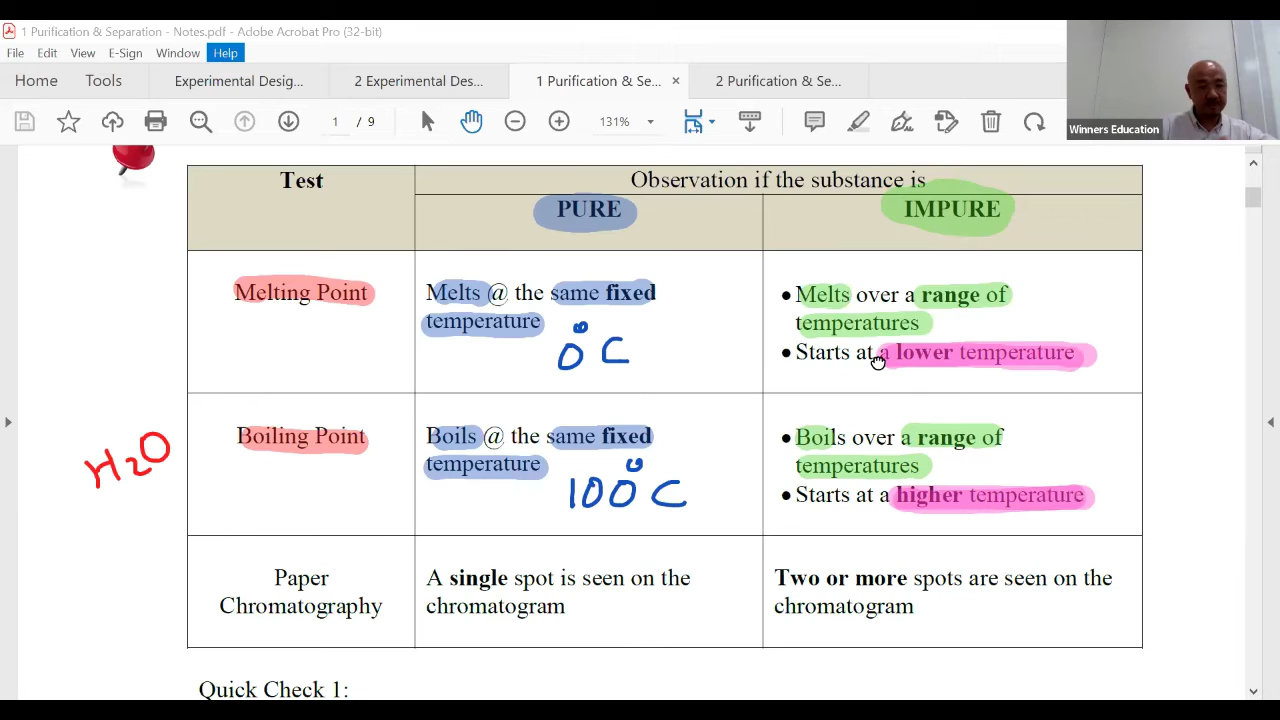 1 Purification & Separation - Notes.pdf - Adobe Acrobat Pro (32-bit)
File Edit View E-Sign Window Help
Home Tools Experimental Desig... 2 Experimental Des... 1 Purification & Se... × 2 Purification & Se...
1 / 9 131%
Winners Education
Test
Observation if the substance is
PURE
IMPURE
Melting Point
Melts @ the same fixed
temperature
0°C
• Melts over a range of
temperatures
• Starts at a lower temperature
H2O
Boiling Point
Boils @ the same fixed
temperature
100°C
• Boils over a range of
temperatures
• Starts at a higher temperature
Paper
Chromatography
A single spot is seen on the
chromatogram
Two or more spots are seen on the
chromatogram
Quick Check 1: